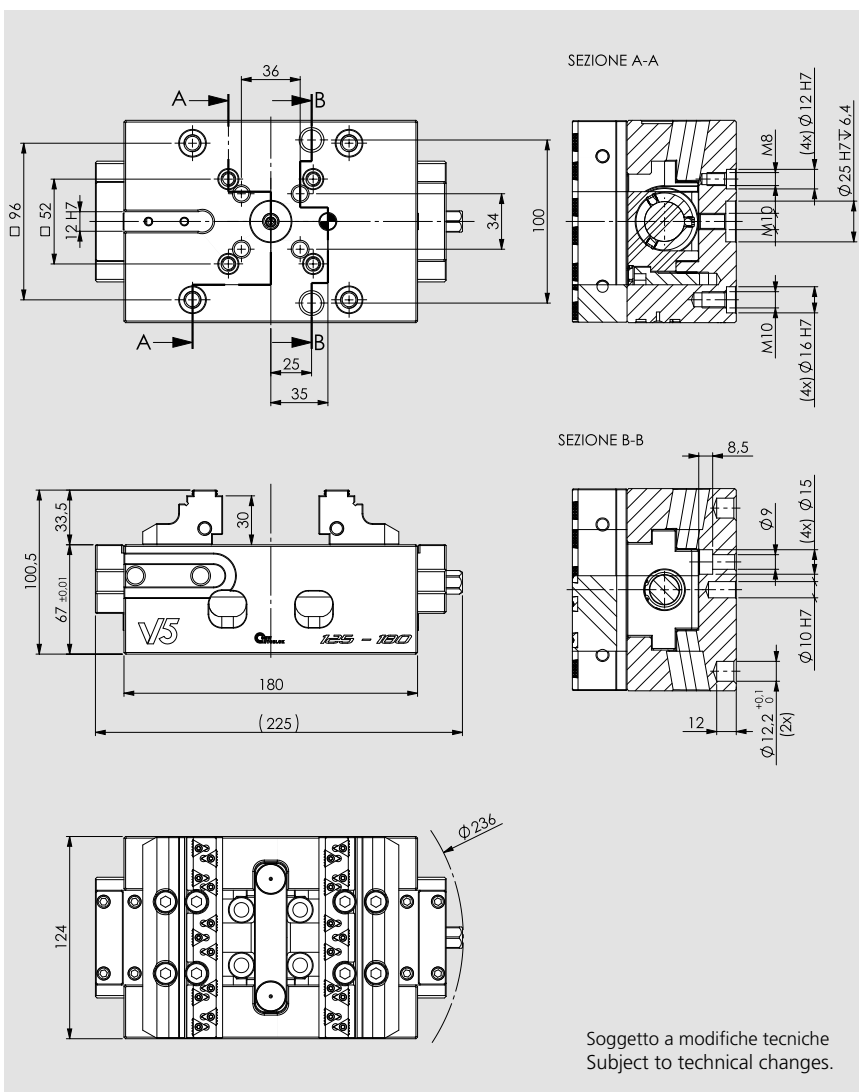 SEZIONE A-A
36
A
B
□ 96
□ 52
12 H7
34
100
A
B
25
35
M8
(4x) Ø 12 H7
M10
Ø 25 H7 ↧ 6,4
M10
(4x) Ø 16 H7
SEZIONE B-B
8,5
Ø 9
(4x) Ø 15
Ø 10 H7
12
Ø 12,2 +0,1 0
(2x)
100,5
33,5
67 ±0,01
30
V5
125 - 180
180
(225)
Ø 236
124
Soggetto a modifiche tecniche
Subject to technical changes.